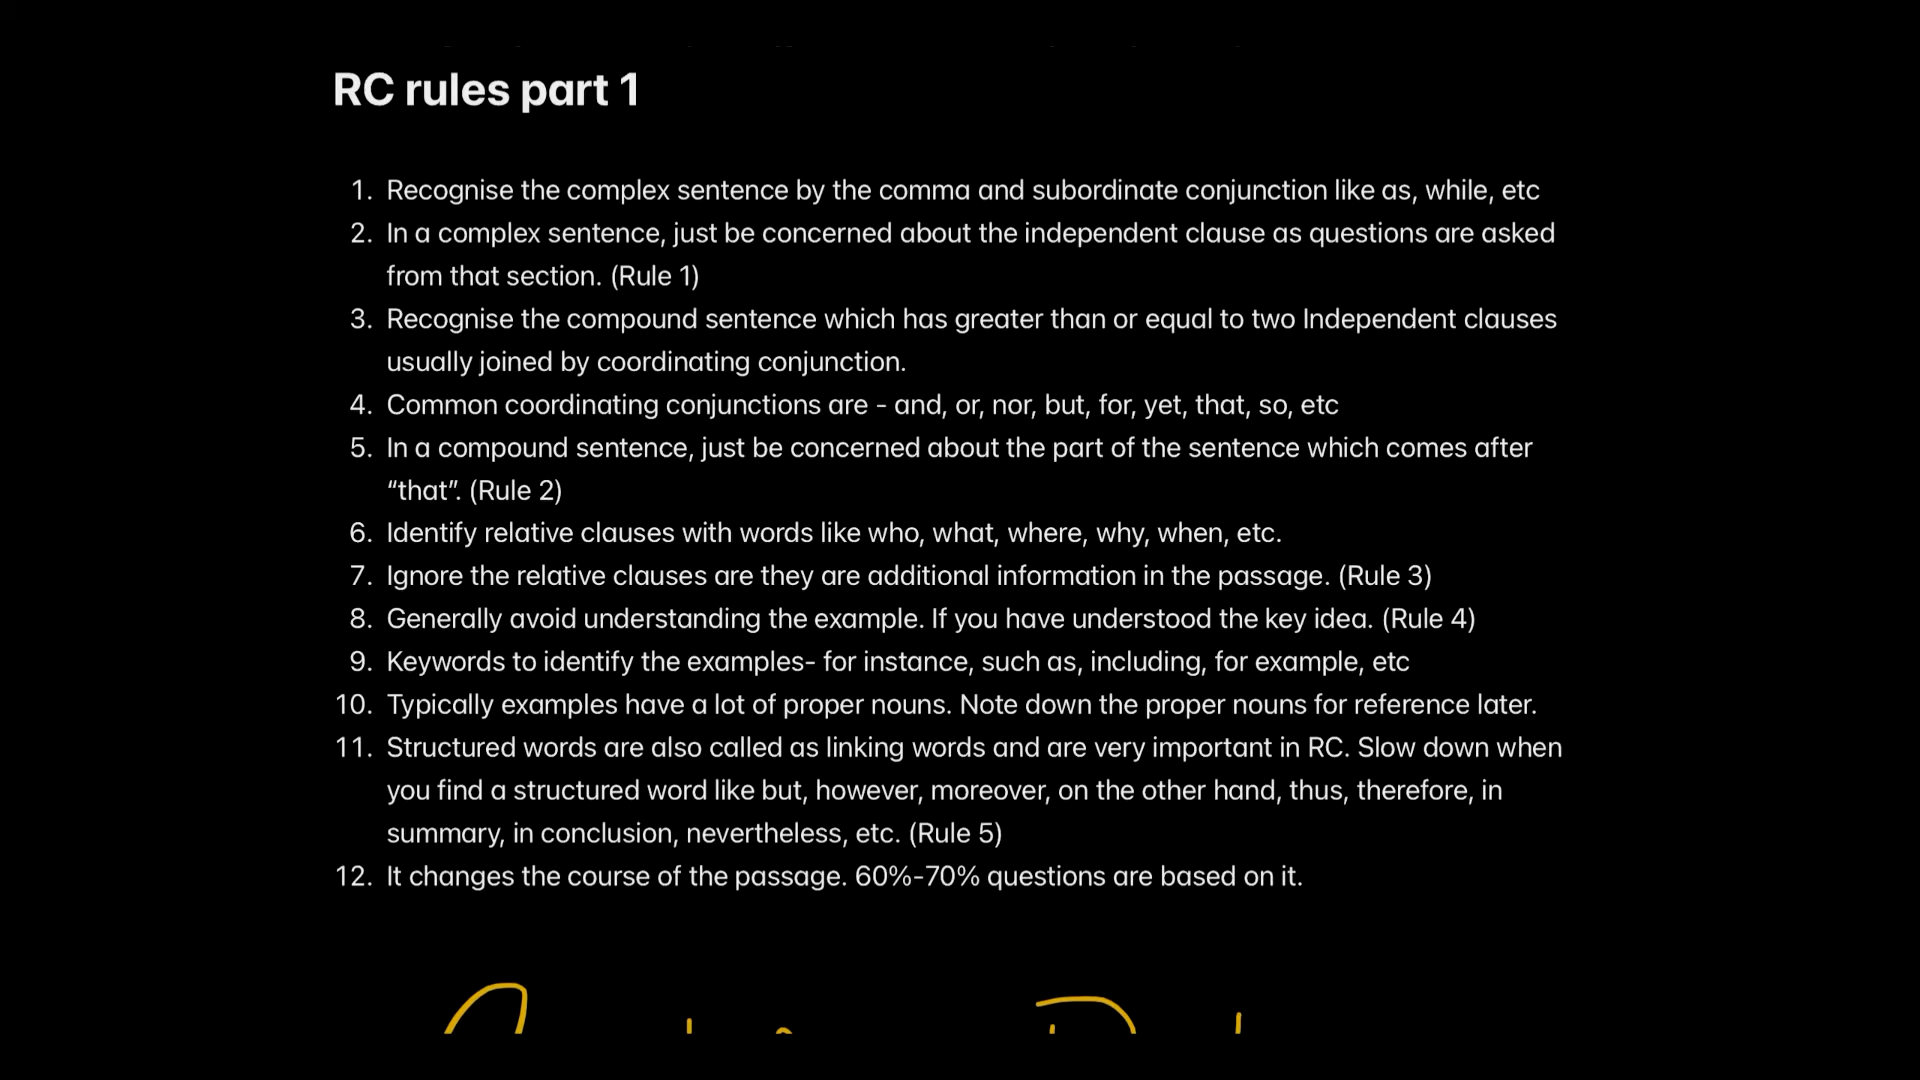 RC rules part 1
1. Recognise the complex sentence by the comma and subordinate conjunction like as, while, etc
2. In a complex sentence, just be concerned about the independent clause as questions are asked
from that section. (Rule 1)
3. Recognise the compound sentence which has greater than or equal to two Independent clauses
usually joined by coordinating conjunction.
4. Common coordinating conjunctions are - and, or, nor, but, for, yet, that, so, etc
5. In a compound sentence, just be concerned about the part of the sentence which comes after
“that”. (Rule 2)
6. Identify relative clauses with words like who, what, where, why, when, etc.
7. Ignore the relative clauses are they are additional information in the passage. (Rule 3)
8. Generally avoid understanding the example. If you have understood the key idea. (Rule 4)
9. Keywords to identify the examples- for instance, such as, including, for example, etc
10. Typically examples have a lot of proper nouns. Note down the proper nouns for reference later.
11. Structured words are also called as linking words and are very important in RC. Slow down when
you find a structured word like but, however, moreover, on the other hand, thus, therefore, in
summary, in conclusion, nevertheless, etc. (Rule 5)
12. It changes the course of the passage. 60%-70% questions are based on it.